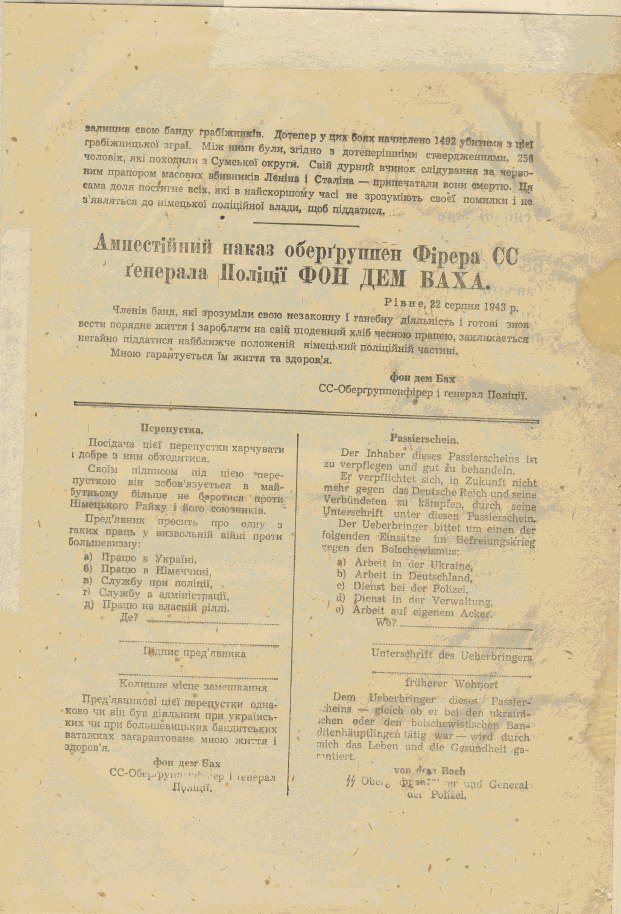 залишив свою банду грабіжників. Дотепер у цих боях начислено 1492 убитими з цієї
грабіжницької зграї. Між ними були, згідно з дотеперішніми ствердженнями, 258
чоловік, які походили з Сумської округи. Свій дурний вчинок слідування за черво-
ним прапором масових вбивників Леніна і Сталіна — припечатали вони смертю. Ця
сама доля постигне всіх, які в найскоршому часі не зрозуміють своєї помилки і не
з'являться до німецької поліційної влади, щоб піддатися.
Амнестійний наказ оберґруппен Фірера СС
ґенерала Поліції ФОН ДЕМ БАХА.
Рівне, 22 серпня 1943 р.
Членів банд, які зрозуміли свою незаконну і ганебну діяльність і готові знов
вести порядне життя і заробляти на свій щоденний хліб чесною працею, закликається
негайно піддатися найближче положеній німецькій поліційній частині.
Мною гарантується їм життя та здоров'я.
фон дем Бах
СС-Оберґруппенфірер і ґенерал Поліції.
Перепустка.
Посідача цієї перепустки харчувати
і добре з ним обходитися.
Своїм підписом під цією пере-
пусткою він зобов'язується в май-
бутньому більше не боротися проти
Німецького Райху і його союзників.
Пред'явник просить про одну з
таких праць у визвольній війні проти
большевизму:
а) Працю в Україні,
б) Працю в Німеччині,
в) Службу при поліції,
г) Службу в адміністрації,
д) Працю на власній ріллі.
Де?
Підпис пред'явника
Колишнє місце замешкання
Пред'явникові цієї перепустки одна-
ково чи він був діяльним при українсь-
ких чи при большевицьких бандитських
ватажках загарантоване мною життя і
здоров'я.
фон дем Бах
СС-Оберґруппенфірер і ґенерал
Поліції.
Passierschein.
Der Inhaber dieses Passierscheins ist
zu verpflegen und gut zu behandeln.
Er verpflichtet sich, in Zukunft nicht
mehr gegen das Deutsche Reich und seine
Verbündeten zu kämpfen, durch seine
Unterschrift unter diesen Passierschein.
Der Ueberbringer bittet um einen der
folgenden Einsätze im Befreiungskrieg
gegen den Bolschewismus:
a) Arbeit in der Ukraine,
b) Arbeit in Deutschland,
c) Dienst bei der Polizei,
d) Dienst in der Verwaltung,
e) Arbeit auf eigenem Acker.
Wo?
Unterschrift des Ueberbringers
früherer Wohnort
Dem Ueberbringer dieses Passier-
scheins — gleich ob er bei den ukraini-
schen oder den bolschewistischen Ban-
ditenhäuptlingen tätig war — wird durch
mich das Leben und die Gesundheit ga-
rantiert.
von dem Bach
SS Obergruppenführer und General
der Polizei.